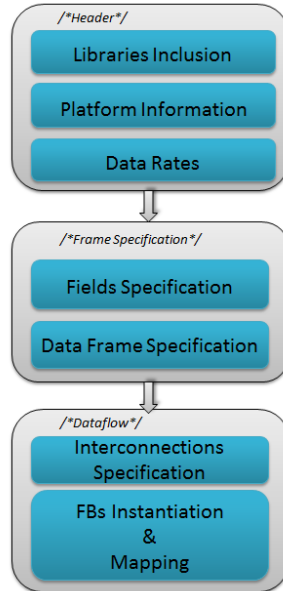 /*Header*/
Libraries Inclusion
Platform Information
Data Rates
/*Frame Specification*/
Fields Specification
Data Frame Specification
/*Dataflow*/
Interconnections
Specification
FBs Instantiation
&
Mapping